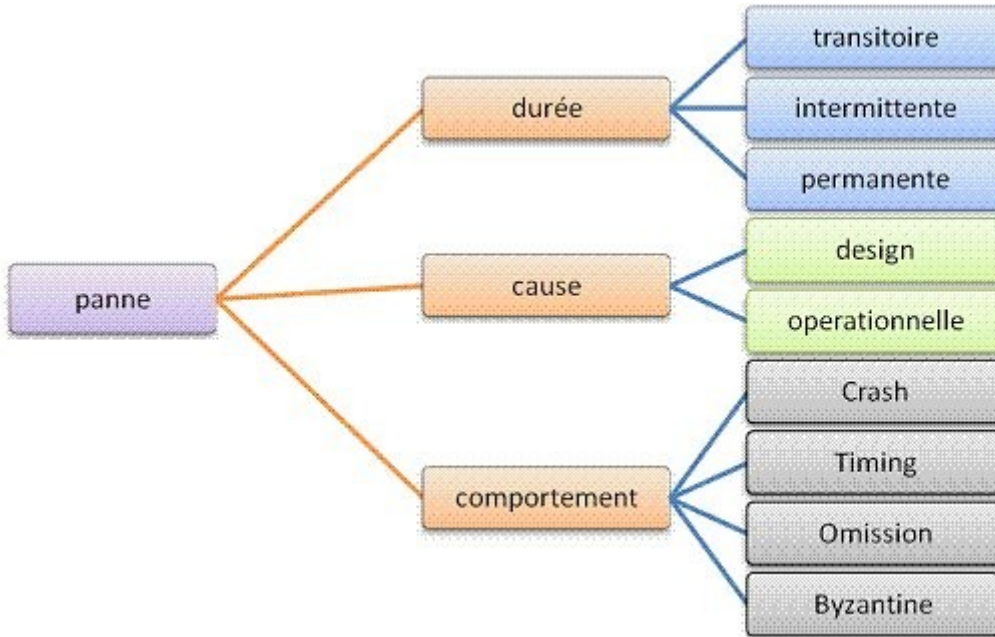 panne
durée
transitoire
intermittente
permanente
cause
design
operationnelle
comportement
Crash
Timing
Omission
Byzantine